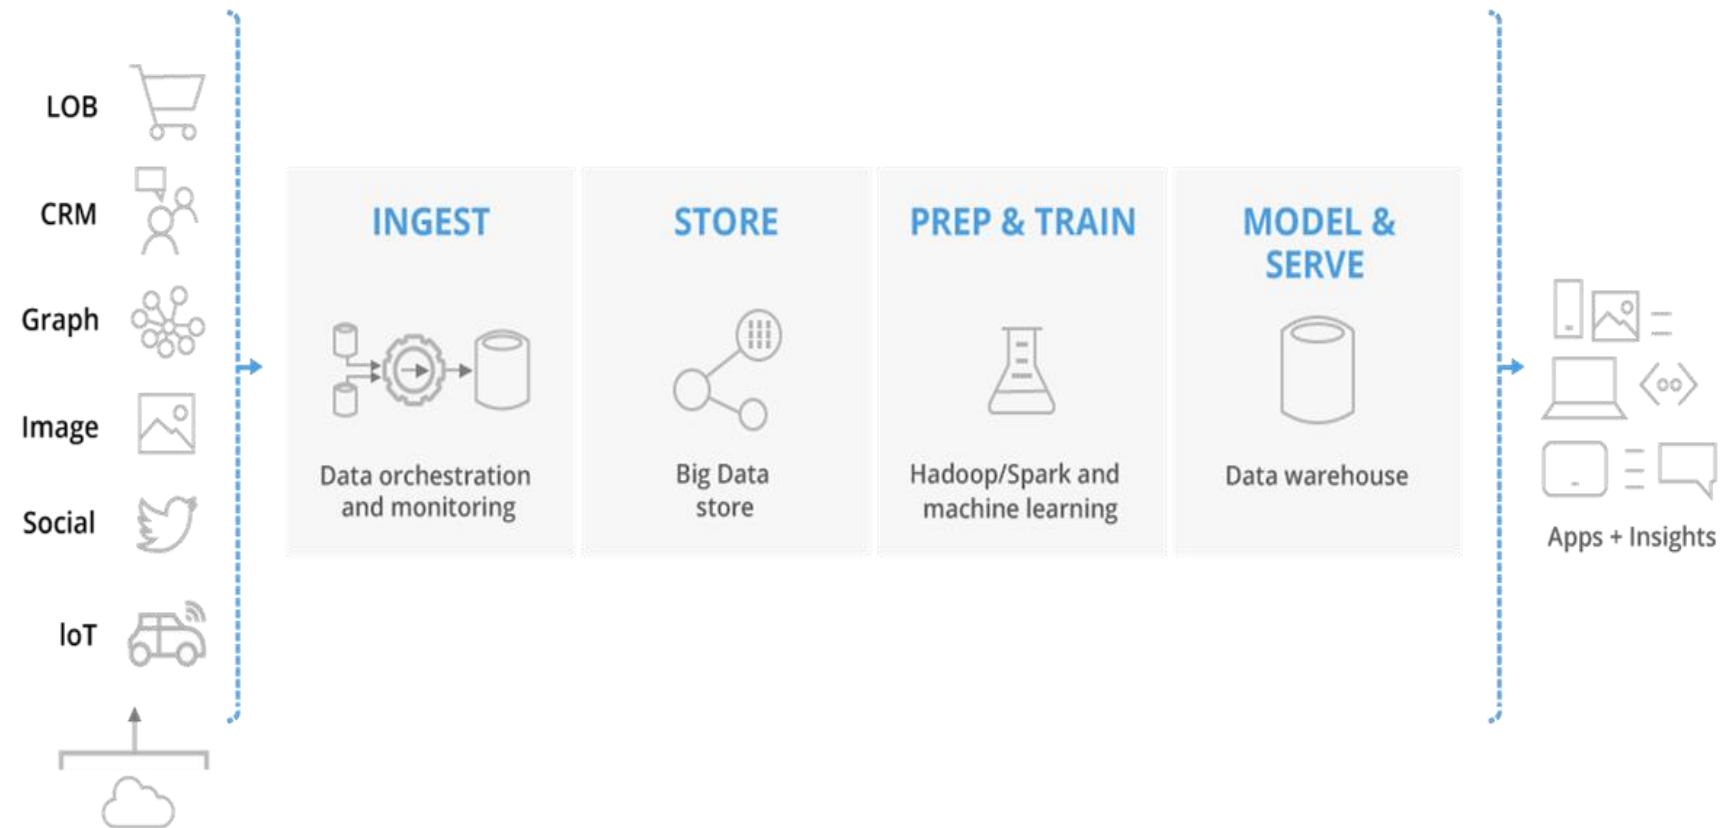 LOB
CRM
Graph
Image
Social
IoT
INGEST
Data orchestration
and monitoring
STORE
Big Data
store
PREP & TRAIN
Hadoop/Spark and
machine learning
MODEL &
SERVE
Data warehouse
Apps + Insights